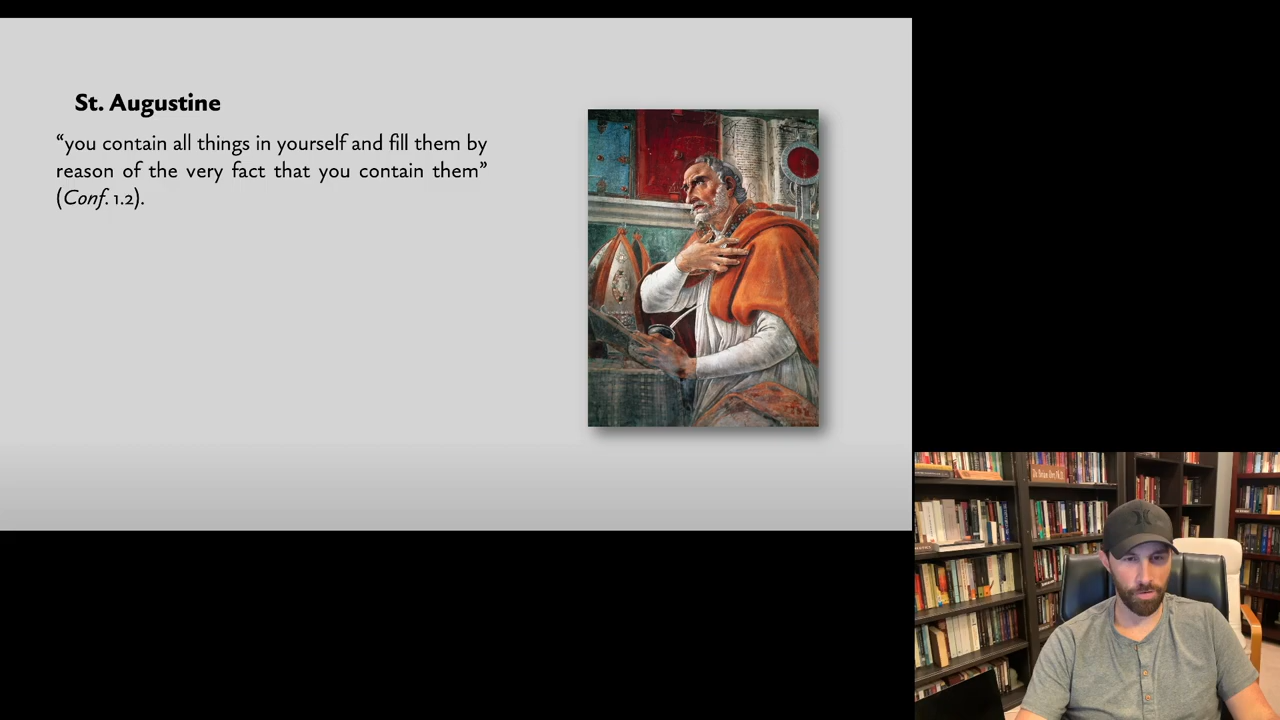 St. Augustine
“you contain all things in yourself and fill them by
reason of the very fact that you contain them”
(Conf. 1.2).